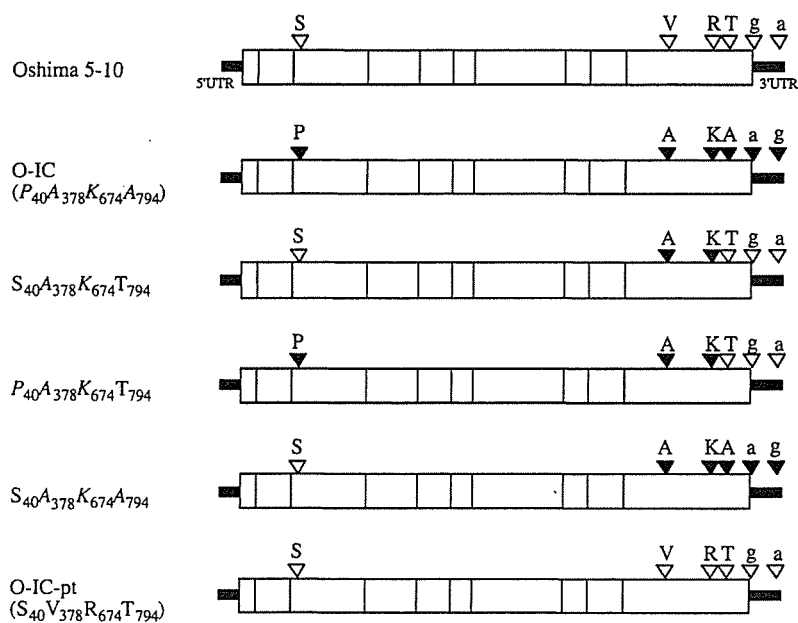 S V R T g a
Oshima 5-10
5'UTR 3'UTR
P A K A a g
O-IC
(P40A378K674A794)
S A K T g a
S40A378K674T794
P A K T g a
P40A378K674T794
S A K A a g
S40A378K674A794
S V R T g a
O-IC-pt
(S40V378R674T794)